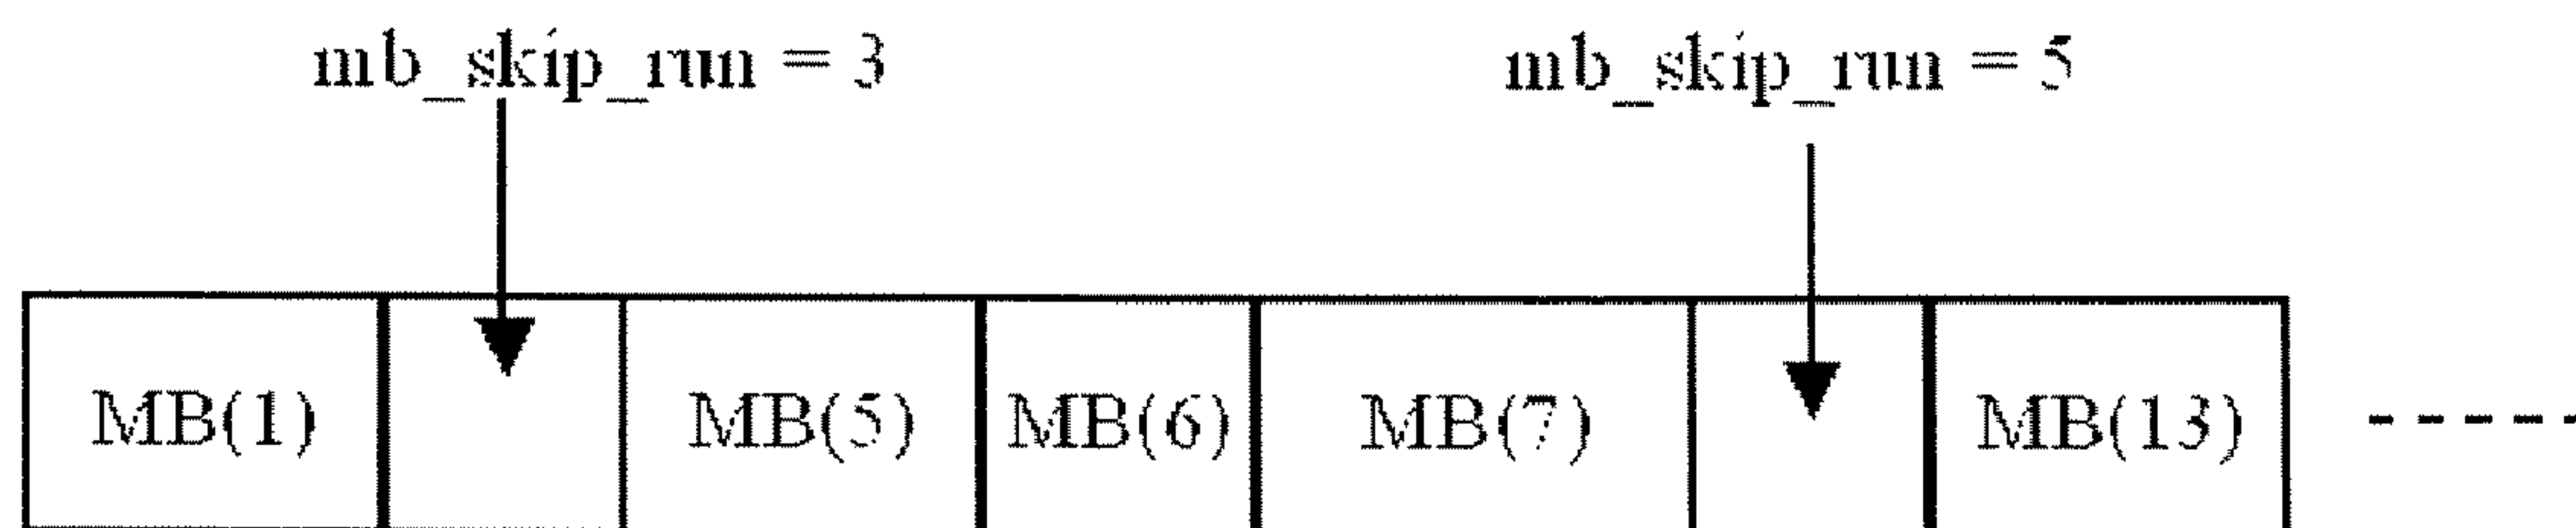 mb_skip_run = 3 mb_skip_run = 5
MB(1) MB(5) MB(6) MB(7) MB(13)